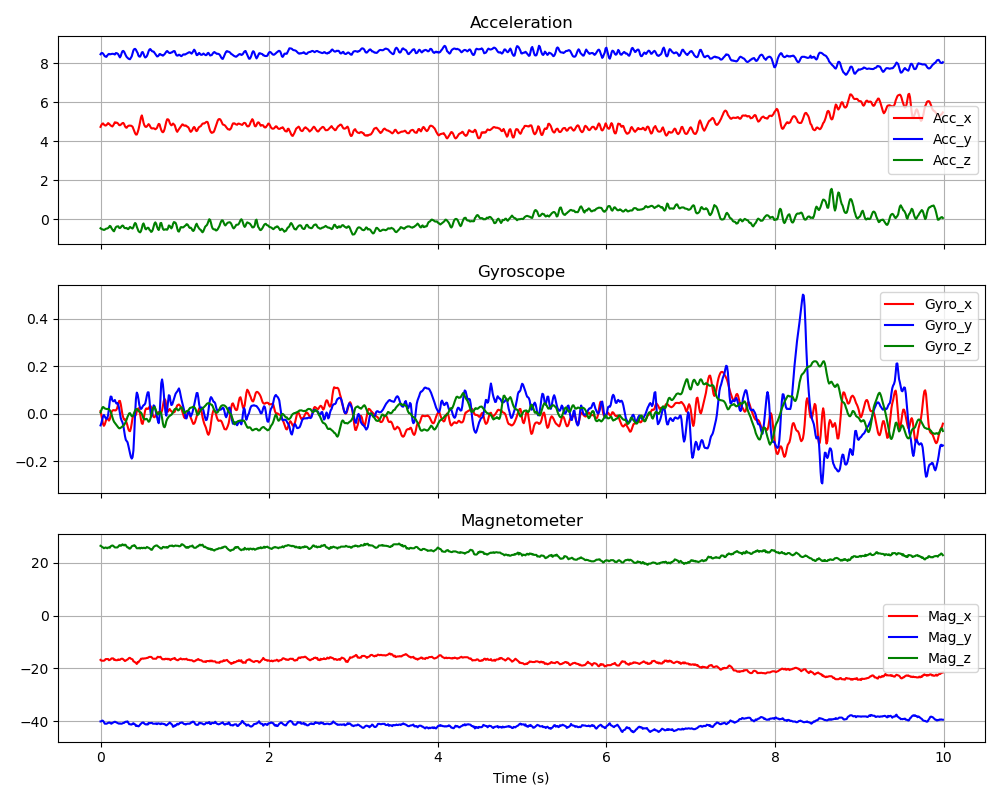 Acceleration
8
6
4
2
0
Acc_x
Acc_y
Acc_z
Gyroscope
0.4
0.2
0.0
−0.2
Gyro_x
Gyro_y
Gyro_z
Magnetometer
20
0
−20
−40
Mag_x
Mag_y
Mag_z
0 2 4 6 8 10
Time (s)